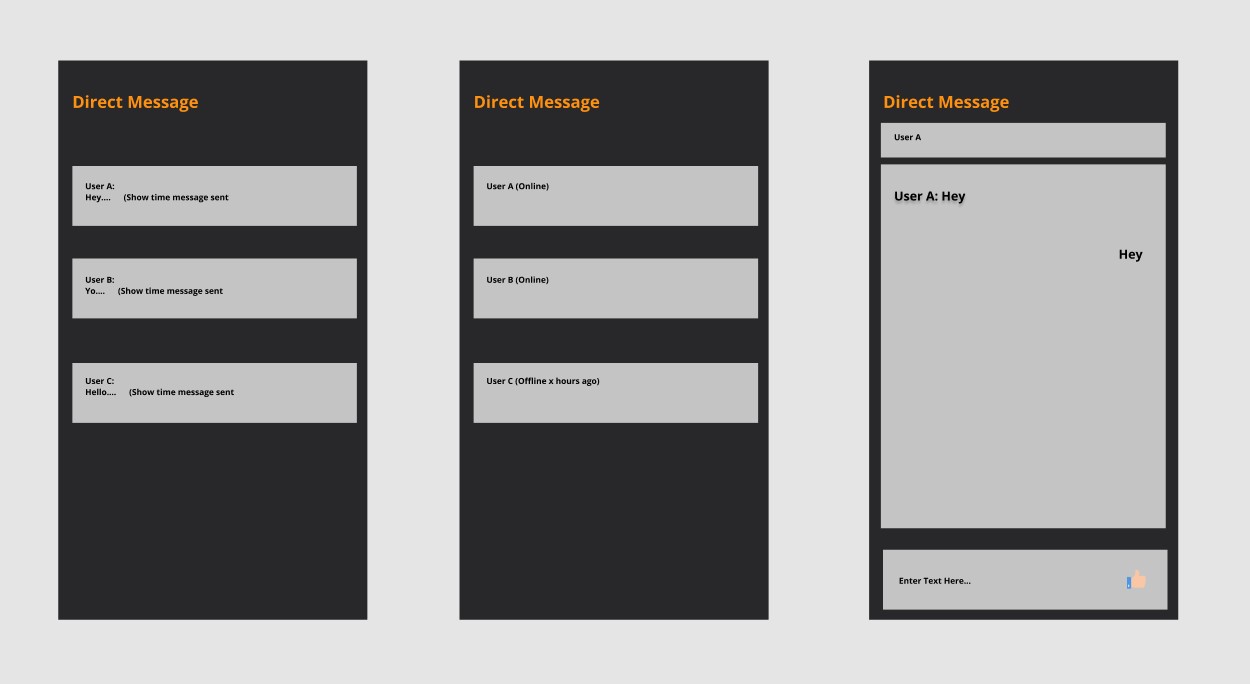 Direct Message
User A:
Hey.... (Show time message sent
User B:
Yo.... (Show time message sent
User C:
Hello.... (Show time message sent
Direct Message
User A (Online)
User B (Online)
User C (Offline x hours ago)
Direct Message
User A
User A: Hey
Hey
Enter Text Here...